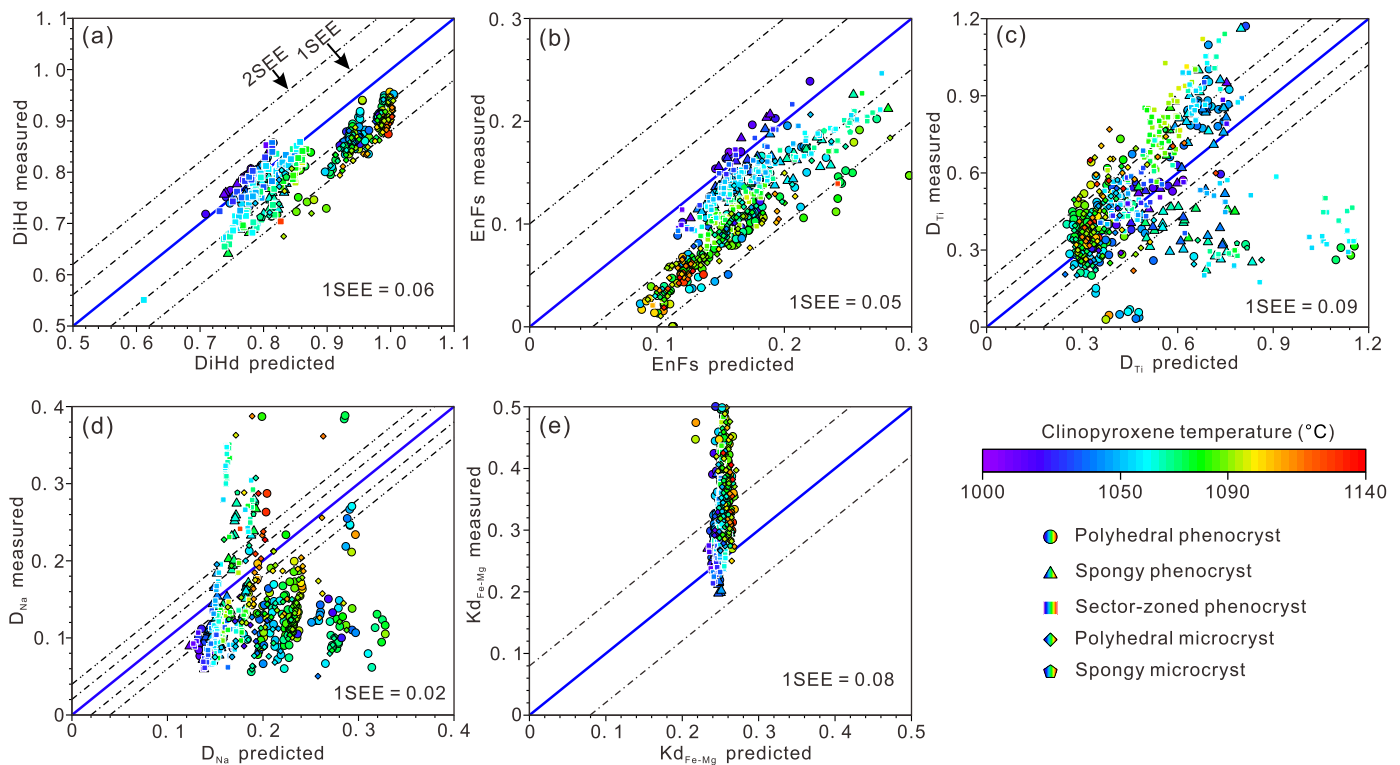 (a)
2SEE
1SEE
1SEE = 0.06
DiHd measured
1.1
1.0
0.9
0.8
0.7
0.6
0.5
0.5 0.6 0.7 0.8 0.9 1.0 1.1
DiHd predicted
(b)
1SEE = 0.05
EnFs measured
0.3
0.2
0.1
0
0 0.1 0.2 0.3
EnFs predicted
(c)
1SEE = 0.09
DTi measured
1.2
0.9
0.6
0.3
0
0 0.3 0.6 0.9 1.2
DTi predicted
(d)
1SEE = 0.02
DNa measured
0.4
0.3
0.2
0.1
0
0 0.1 0.2 0.3 0.4
DNa predicted
(e)
1SEE = 0.08
KdFe-Mg measured
0.5
0.4
0.3
0.2
0.1
0
0 0.1 0.2 0.3 0.4 0.5
KdFe-Mg predicted
Clinopyroxene temperature (°C)
1000 1050 1090 1140
Polyhedral phenocryst
Spongy phenocryst
Sector-zoned phenocryst
Polyhedral microcryst
Spongy microcryst